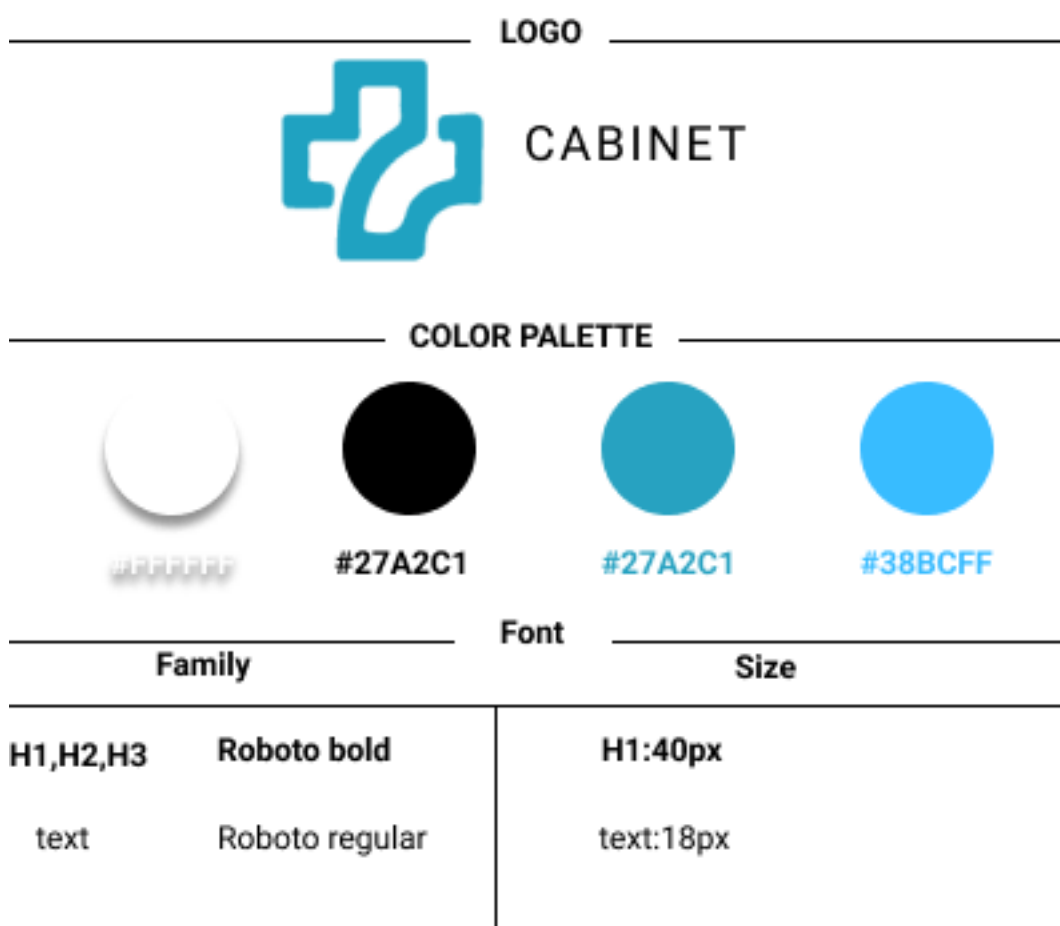 LOGO
CABINET
COLOR PALETTE
#FFFFFF #27A2C1 #27A2C1 #38BCFF
Font
Family Size
H1,H2,H3 Roboto bold H1:40px
text Roboto regular text:18px